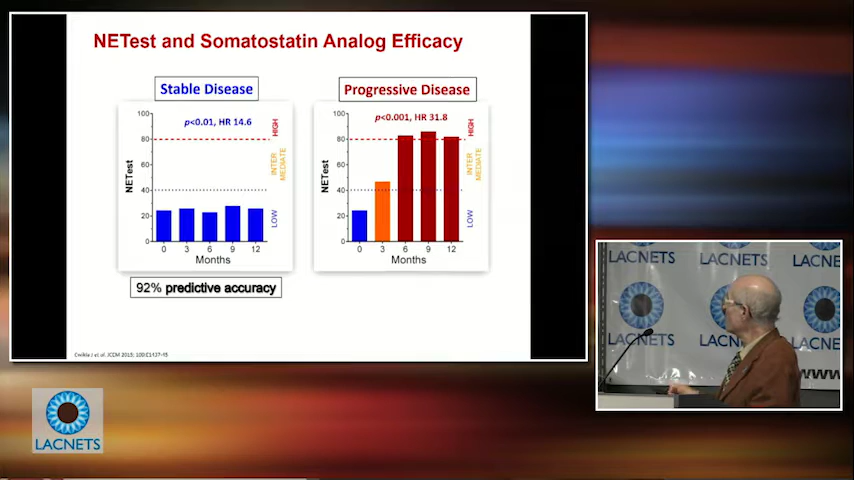 NETest and Somatostatin Analog Efficacy
Stable Disease
p<0.01, HR 14.6
100
80
60
40
20
0
NETest
HIGH
INTER
MEDIATE
LOW
0 3 6 9 12
Months
92% predictive accuracy
Progressive Disease
p<0.001, HR 31.8
100
80
60
40
20
0
NETest
HIGH
INTER
MEDIATE
LOW
0 3 6 9 12
Months
LACNETS
LACNETS
LACNE
LACNETS
LACN
LACNE
www
LACNETS